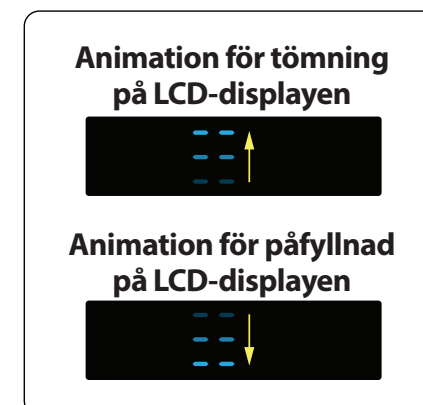 Animation för tömning
på LCD-displayen
Animation för påfyllnad
på LCD-displayen